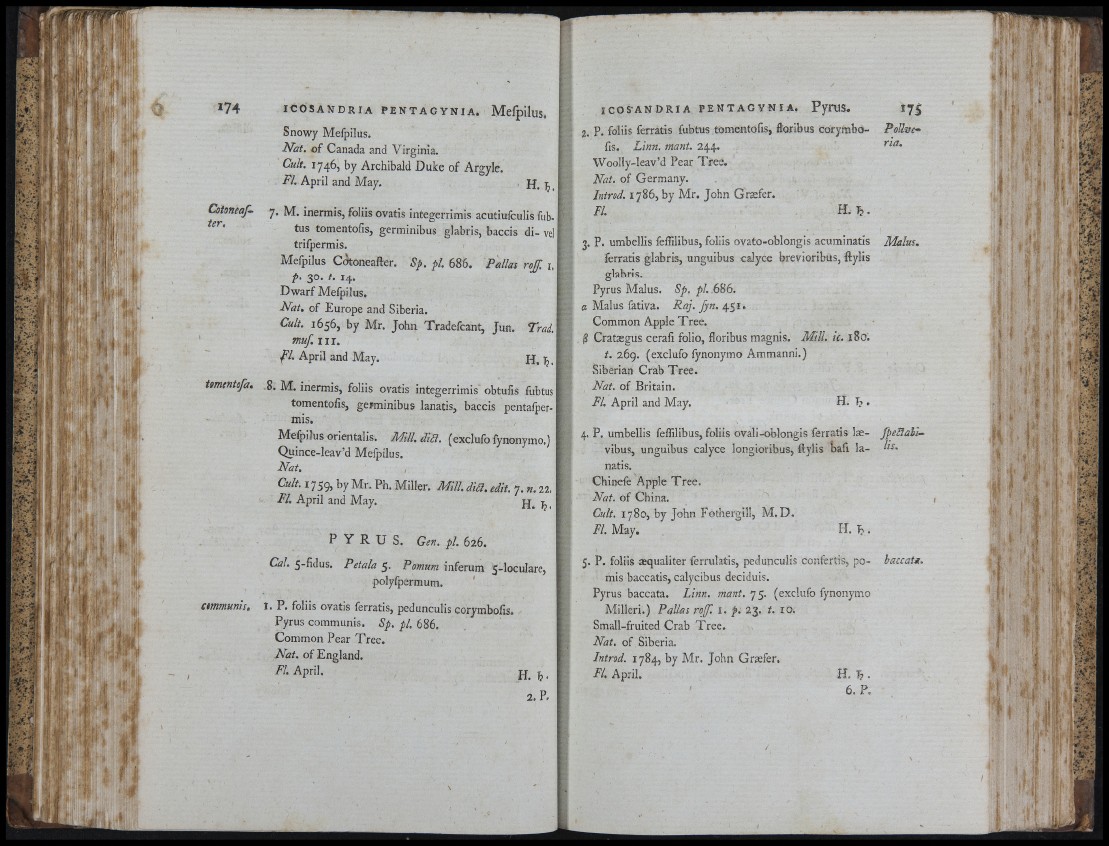 174 ICOSANDRIA PENTAGYNIA. Meſpilus.
Snowy Meſpilus.
Nat. of Canada and Virginia.
Cult. 1746, by Archibald Duke of Argyle.
Fl. April and May. H. ♄.
Cotoneaſ- 7. M. inermis, foliis ovatis integerrimis acutiuſculis ſub-
ter. tus tomentoſis, germinibus glabris, baccis di- vel
triſpermis.
Meſpilus Cotoneaſter. Sp. pl. 686. Pallas roſſ. 1.
p. 30. t. 14.
Dwarf Meſpilus.
Nat. of Europe and Siberia.
Cult. 1656, by Mr. John Tradeſcant, Jun. Trad.
muſ. 111.
Fl. April and May. H. ♄.
tomentoſa. 8. M. inermis, foliis ovatis integerrimis obtuſis ſubtus
tomentoſis, germinibus lanatis, baccis pentaſper-
mis.
Meſpilus orientalis. Mill. dict. (excluſo ſynonymo.)
Quince-leav'd Meſpilus.
Nat.
Cult. 1759, by Mr. Ph. Miller. Mill. dict. edit. 7. n. 22.
Fl. April and May. H. ♄.
PYRUS. Gen. pl. 626.
Cal. 5-fidus. Petala 5. Pomum inferum 5-loculare,
polyſpermum.
communis. 1. P. foliis ovatis ſerratis, pedunculis corymboſis.
Pyrus communis. Sp. pl. 686.
Common Pear Tree.
Nat. of England.
Fl. April. H. ♄.
2. P.
ICOSANDRIA PENTAGYNIA. Pyrus. 175
2. P. foliis ſerratis ſubtus tomentoſis, floribus corymbo- Pollve-
ſis. Linn. mant. 244. ria.
Woolly-leav'd Pear Tree.
Nat. of Germany.
Introd. 1786, by Mr. John Græfer.
Fl. H. ♄.
3. P. umbellis ſeſſilibus, foliis ovato-oblongis acuminatis Malus.
ſerratis glabris, unguibus calyce brevioribus, ſtylis
glabris.
Pyrus Malus. Sp. pl. 686.
α Malus ſativa. Raj. ſyn. 451.
Common Apple Tree.
β Cratægus ceraſi folio, floribus magnis. Mill. ic. 180.
t. 269. (excluſo ſynonymo Ammanni.)
Siberian Crab Tree.
Nat. of Britain.
Fl. April and May. H. ♄.
4. P. umbellis ſeſſilibus, foliis ovali-oblongis ſerratis læ- ſpectabi-
vibus, unguibus calyce longioribus, ſtylis baſi la- lis.
natis.
Chineſe Apple Tree.
Nat. of China.
Cult. 1780, by John Fothergill, M.D.
Fl. May. H. ♄.
5. P. foliis æqualiter ſerrulatis, pedunculis confertis, po- baccata.
mis baccatis, calycibus deciduis.
Pyrus baccata. Linn. mant. 75. (excluſo ſynonymo
Milleri.) Pallas roſſ. 1. p. 23. t. 10.
Small-fruited Crab Tree.
Nat. of Siberia.
Introd. 1784, by Mr. John Græfer.
Fl. April. H. ♄.
6. P.